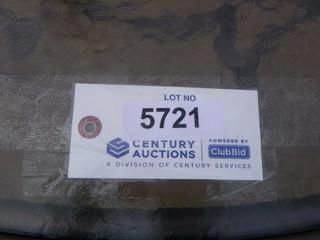 LOT NO
5721
CENTURY
AUCTIONS
POWERED BY
ClubBid
A DIVISION OF CENTURY SERVICES